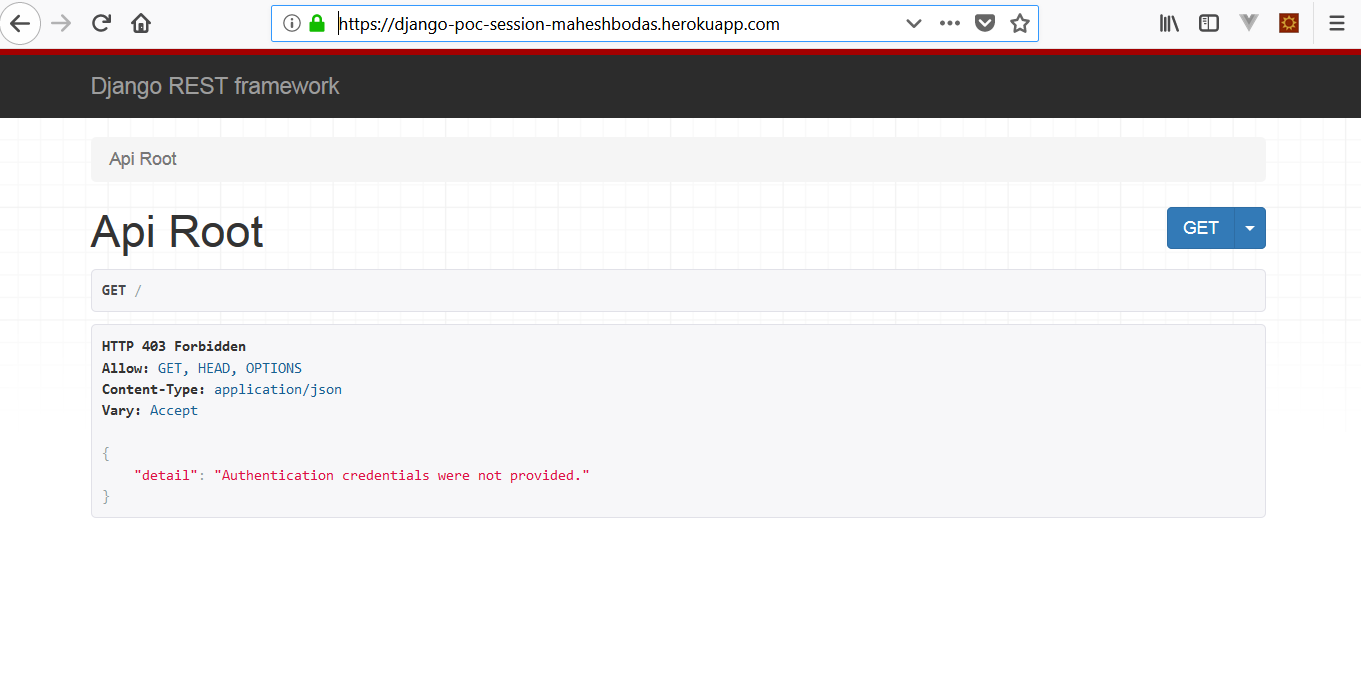 https://django-poc-session-maheshbodas.herokuapp.com
Django REST framework
Api Root
Api Root
GET
GET /
HTTP 403 Forbidden
Allow: GET, HEAD, OPTIONS
Content-Type: application/json
Vary: Accept
{
"detail": "Authentication credentials were not provided."
}